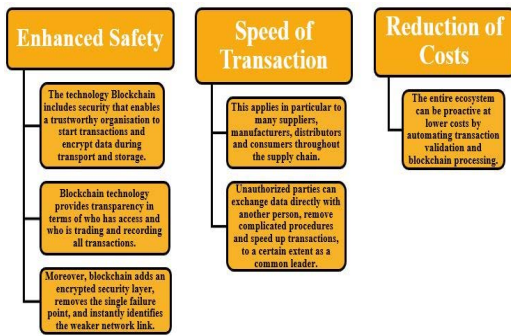 Enhanced Safety
The technology Blockchain
includes security that enables
a trustworthy organisation to
start transactions and
encrypt data during
transport and storage.
Blockchain technology
provides transparency in
terms of who has access and
who is trading and recording
all transactions.
Moreover, blockchain adds an
encrypted security layer,
removes the single failure
point, and instantly identifies
the weaker network link.
Speed of
Transaction
This applies in particular to
many suppliers,
manufacturers, distributors
and consumers throughout
the supply chain.
Unauthorized parties can
exchange data directly with
another person, remove
complicated procedures
and speed up transactions,
to a certain extent as a
common leader.
Reduction of
Costs
The entire ecosystem
can be proactive at
lower costs by
automating transaction
validation and
blockchain processing.